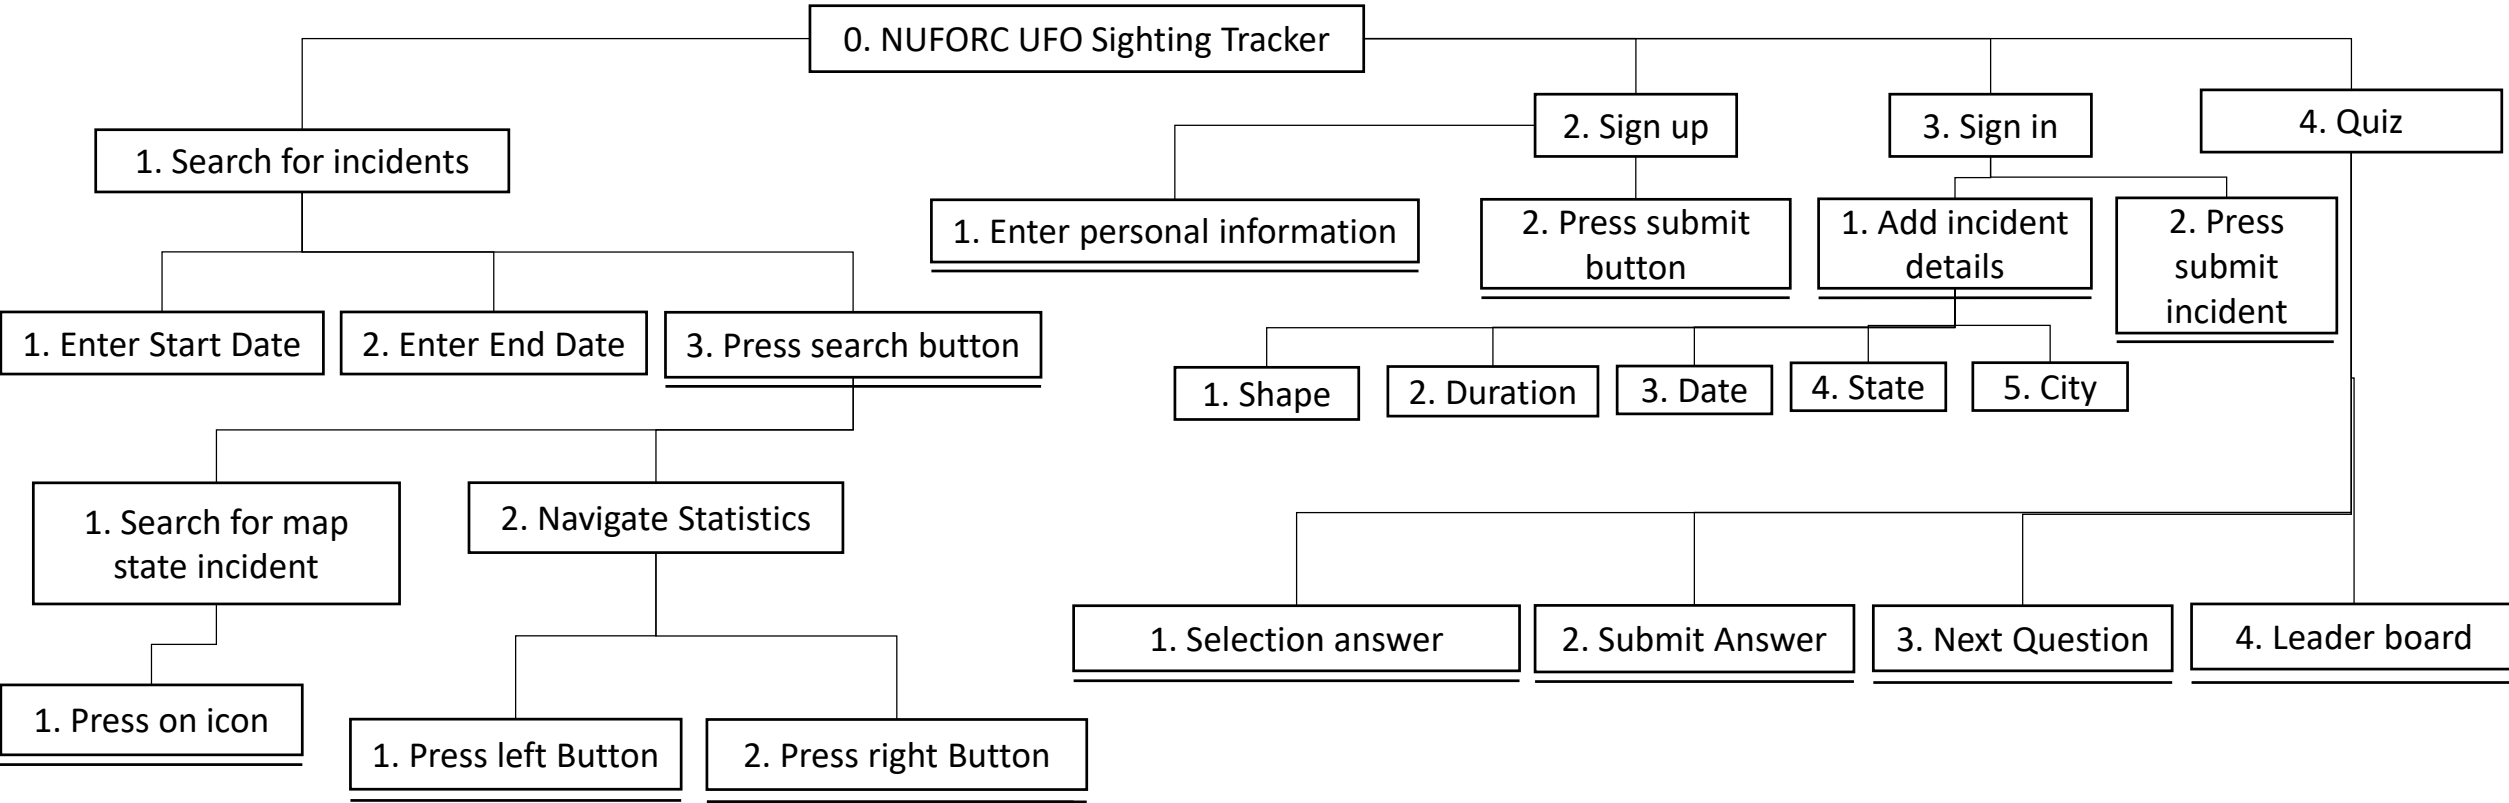 0. NUFORC UFO Sighting Tracker
1. Search for incidents
2. Sign up
3. Sign in
4. Quiz
1. Enter Start Date
2. Enter End Date
3. Press search button
1. Search for map
state incident
2. Navigate Statistics
1. Press on icon
1. Press left Button
2. Press right Button
1. Enter personal information
2. Press submit
button
1. Add incident
details
2. Press
submit
incident
1. Shape
2. Duration
3. Date
4. State
5. City
1. Selection answer
2. Submit Answer
3. Next Question
4. Leader board